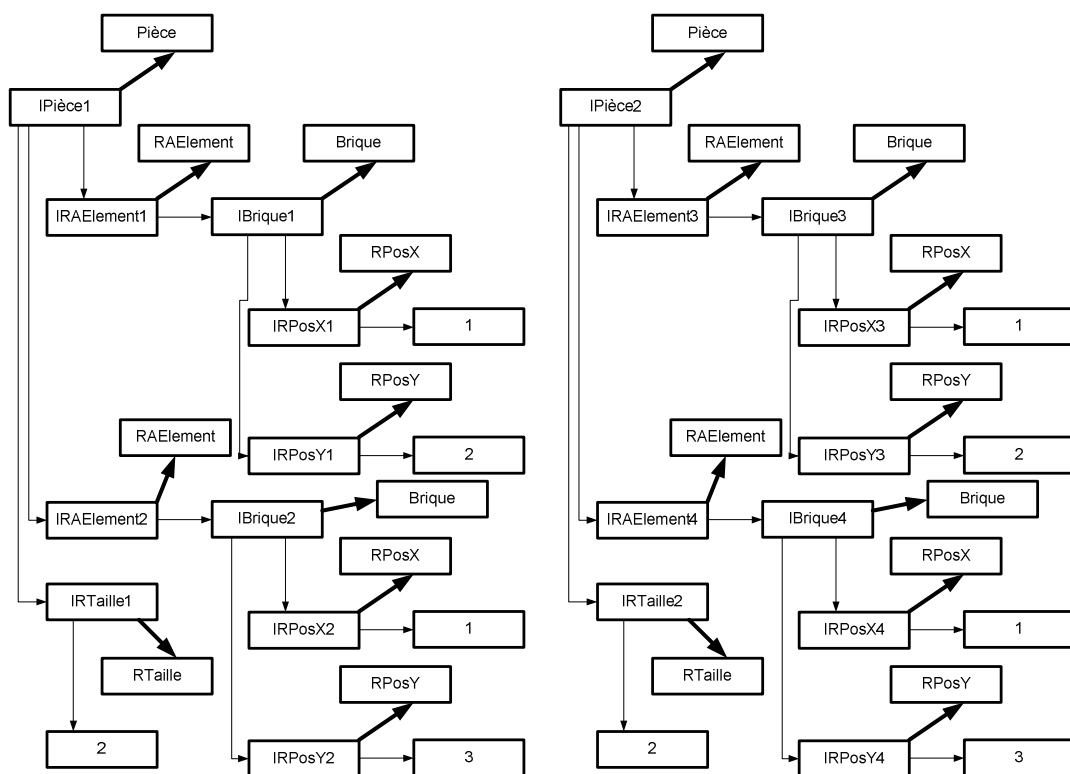 Pièce
IPièce1
RAElement
Brique
IRAElement1
IBrique1
RPosX
IRPosX1
1
RPosY
RAElement
IRPosY1
2
IRAElement2
IBrique2
Brique
RPosX
IRTaille1
IRPosX2
1
RTaille
RPosY
2
IRPosY2
3
Pièce
IPièce2
RAElement
Brique
IRAElement3
IBrique3
RPosX
IRPosX3
1
RPosY
RAElement
IRPosY3
2
IRAElement4
IBrique4
Brique
RPosX
IRTaille2
IRPosX4
1
RTaille
RPosY
2
IRPosY4
3